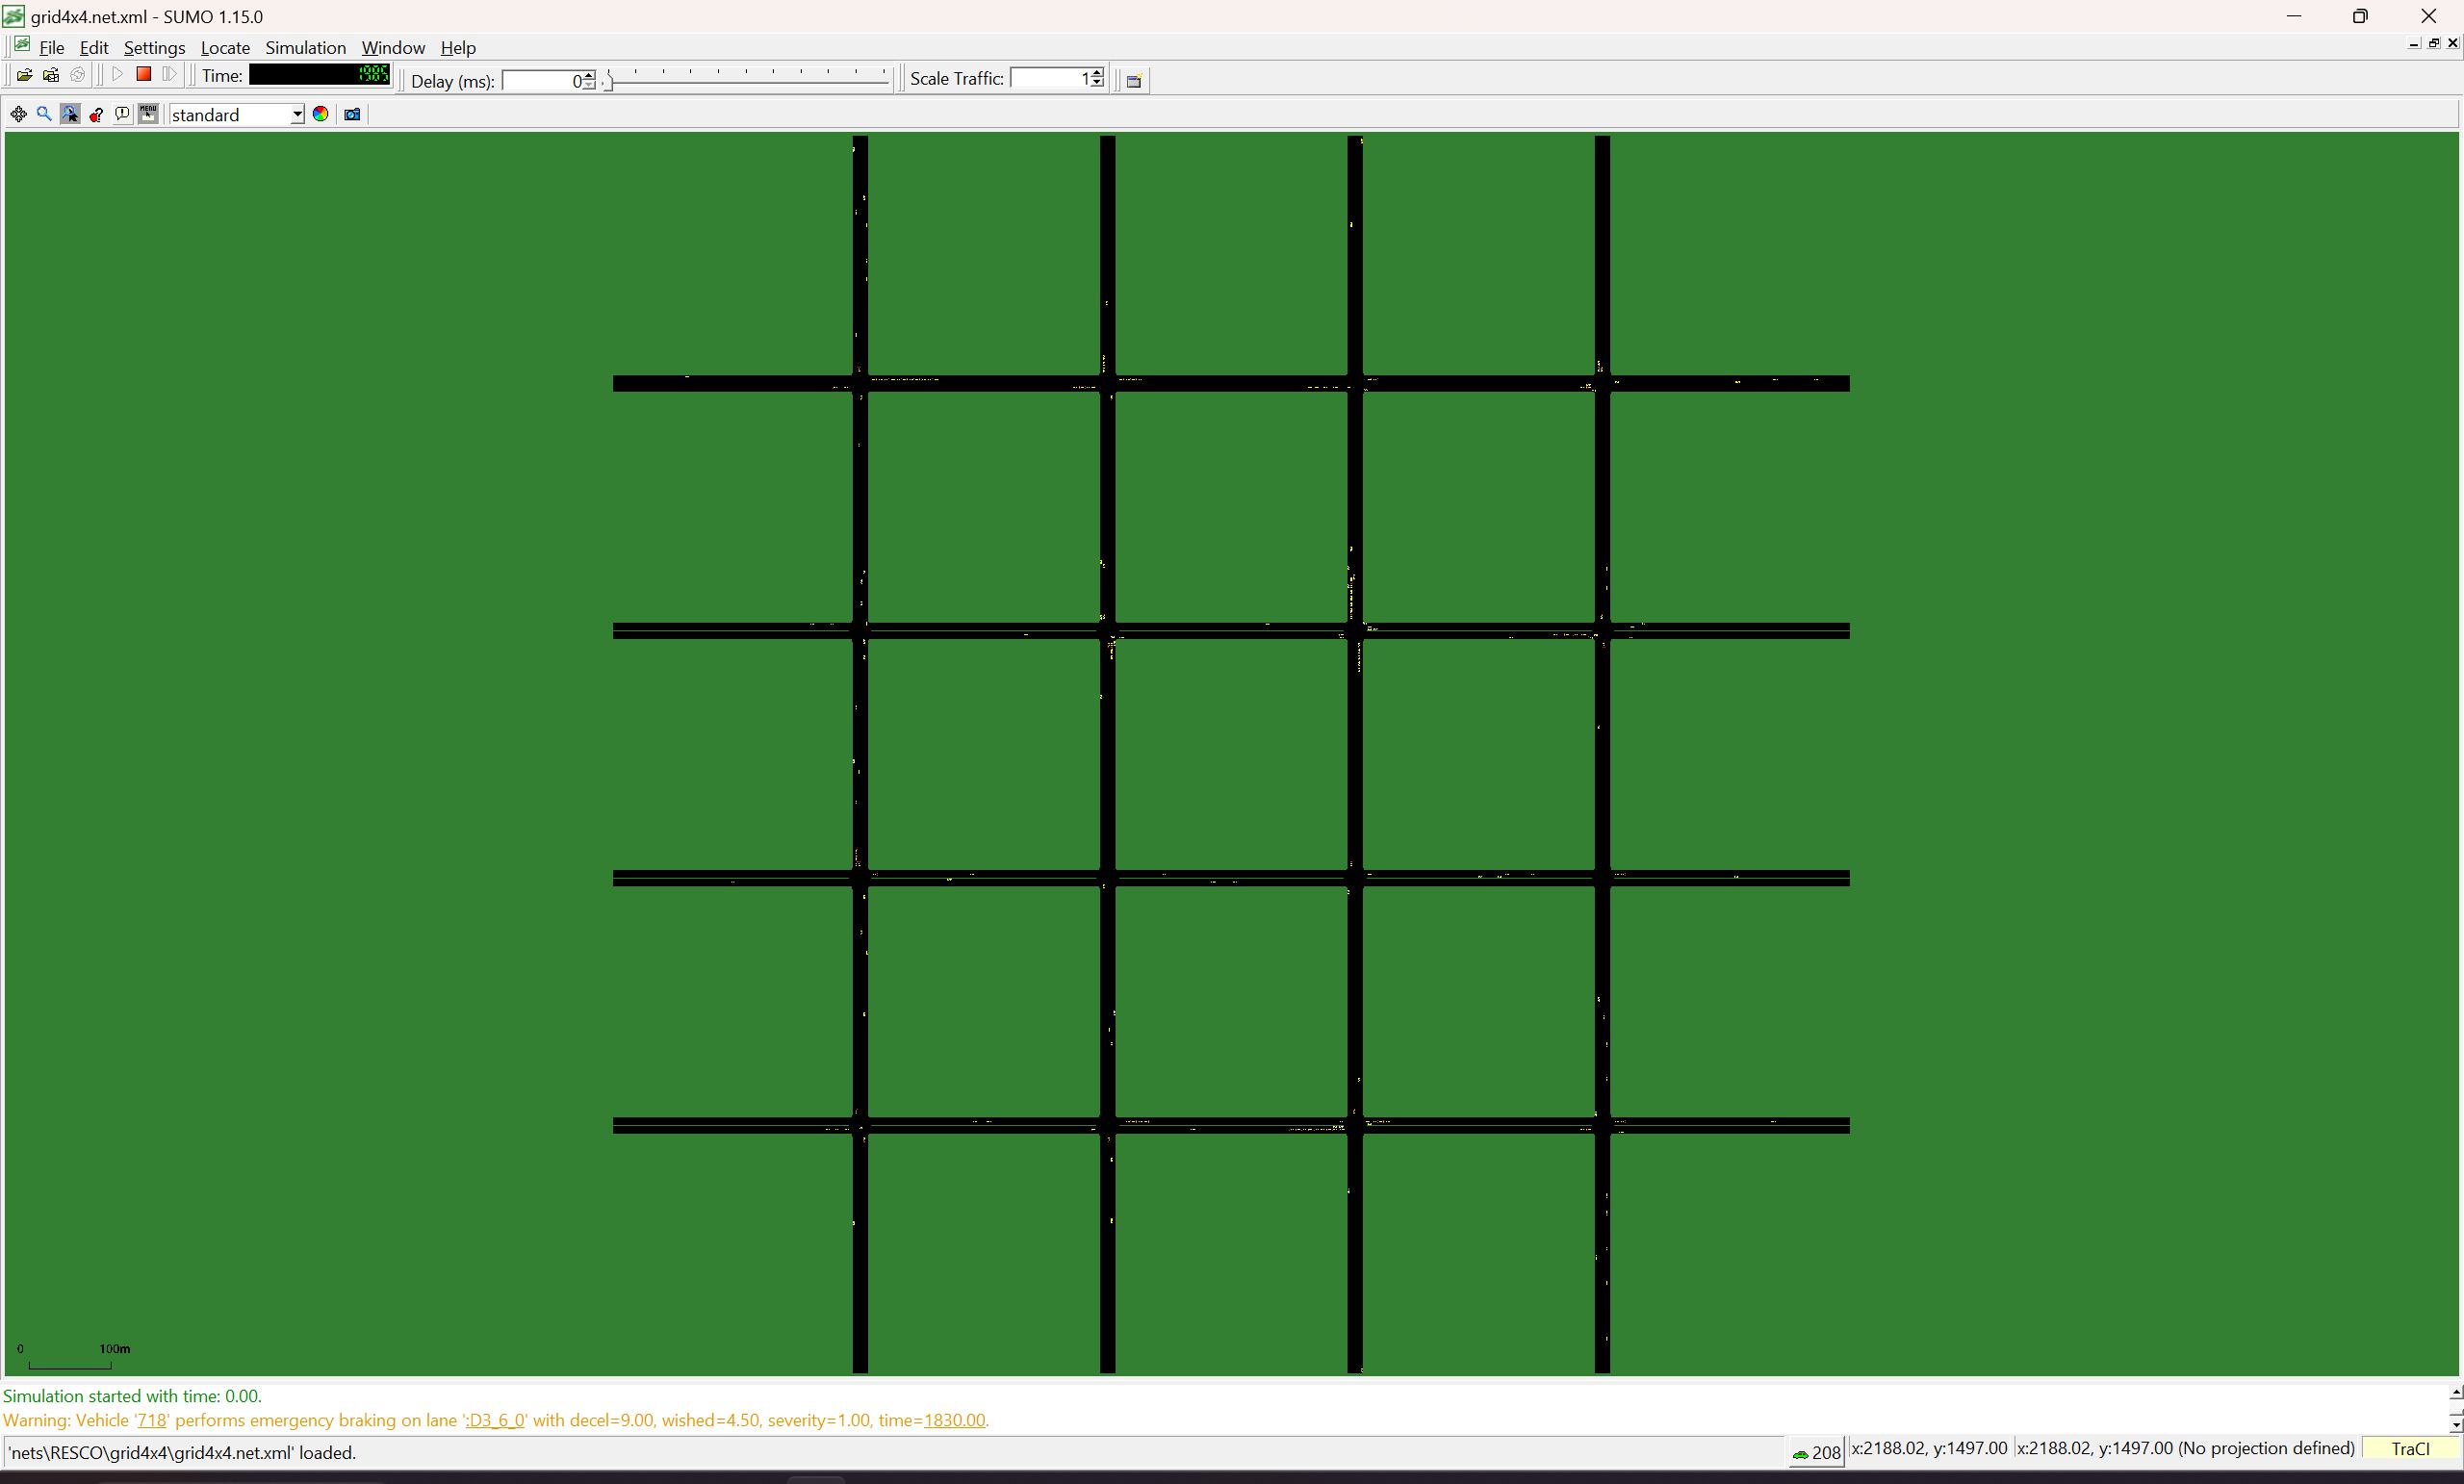 grid4x4.net.xml - SUMO 1.15.0
File Edit Settings Locate Simulation Window Help
Time: 1985 Delay (ms): 0 Scale Traffic: 1
MENU standard
0 100m
Simulation started with time: 0.00.
Warning: Vehicle '718' performs emergency braking on lane ':D3_6_0' with decel=9.00, wished=4.50, severity=1.00, time=1830.00.
'nets\RESCO\grid4x4\grid4x4.net.xml' loaded. 208 x:2188.02, y:1497.00 x:2188.02, y:1497.00 (No projection defined) TraCI